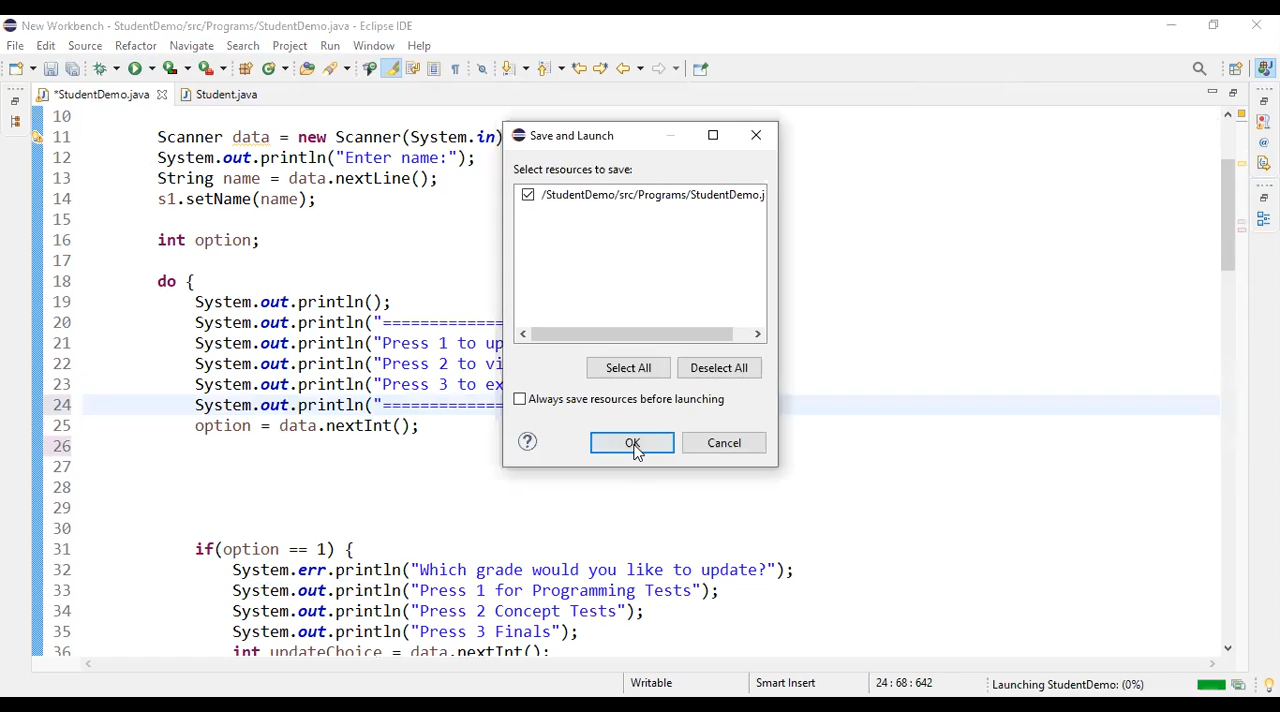 New Workbench - StudentDemo/src/Programs/StudentDemo.java - Eclipse IDE
File Edit Source Refactor Navigate Search Project Run Window Help
*StudentDemo.java Student.java
10
11 Scanner data = new Scanner(System.in)
12 System.out.println("Enter name:");
13 String name = data.nextLine();
14 s1.setName(name);
15
16 int option;
17
18 do {
19 System.out.println();
20 System.out.println("=============
21 System.out.println("Press 1 to up
22 System.out.println("Press 2 to vi
23 System.out.println("Press 3 to ex
24 System.out.println("=============
25 option = data.nextInt();
26
27
28
29
30
31 if(option == 1) {
32 System.err.println("Which grade would you like to update?");
33 System.out.println("Press 1 for Programming Tests");
34 System.out.println("Press 2 Concept Tests");
35 System.out.println("Press 3 Finals");
36 int updateChoice = data.nextInt();
Save and Launch
Select resources to save:
/StudentDemo/src/Programs/StudentDemo.j
Select All Deselect All
Always save resources before launching
OK Cancel
Writable Smart Insert 24 : 68 : 642 Launching StudentDemo: (0%)